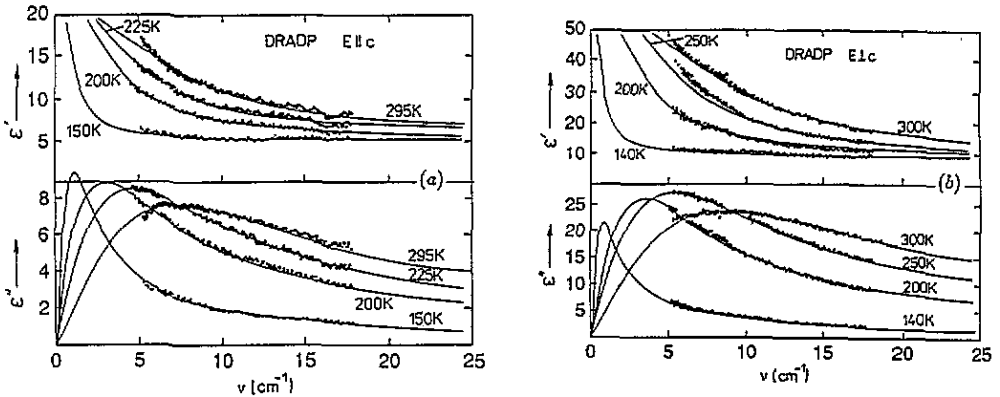 DRADP E∥c
225K
200K
150K
295K
ε'
20
15
10
5
(a)
295K
225K
200K
150K
ε"
8
6
4
2
0 5 10 15 20 25
ν (cm⁻¹)
DRADP E⊥c
250K
200K
140K
300K
ε'
50
40
30
20
10
(b)
300K
250K
200K
140K
ε"
25
20
15
10
5
0 5 10 15 20 25
ν (cm⁻¹)